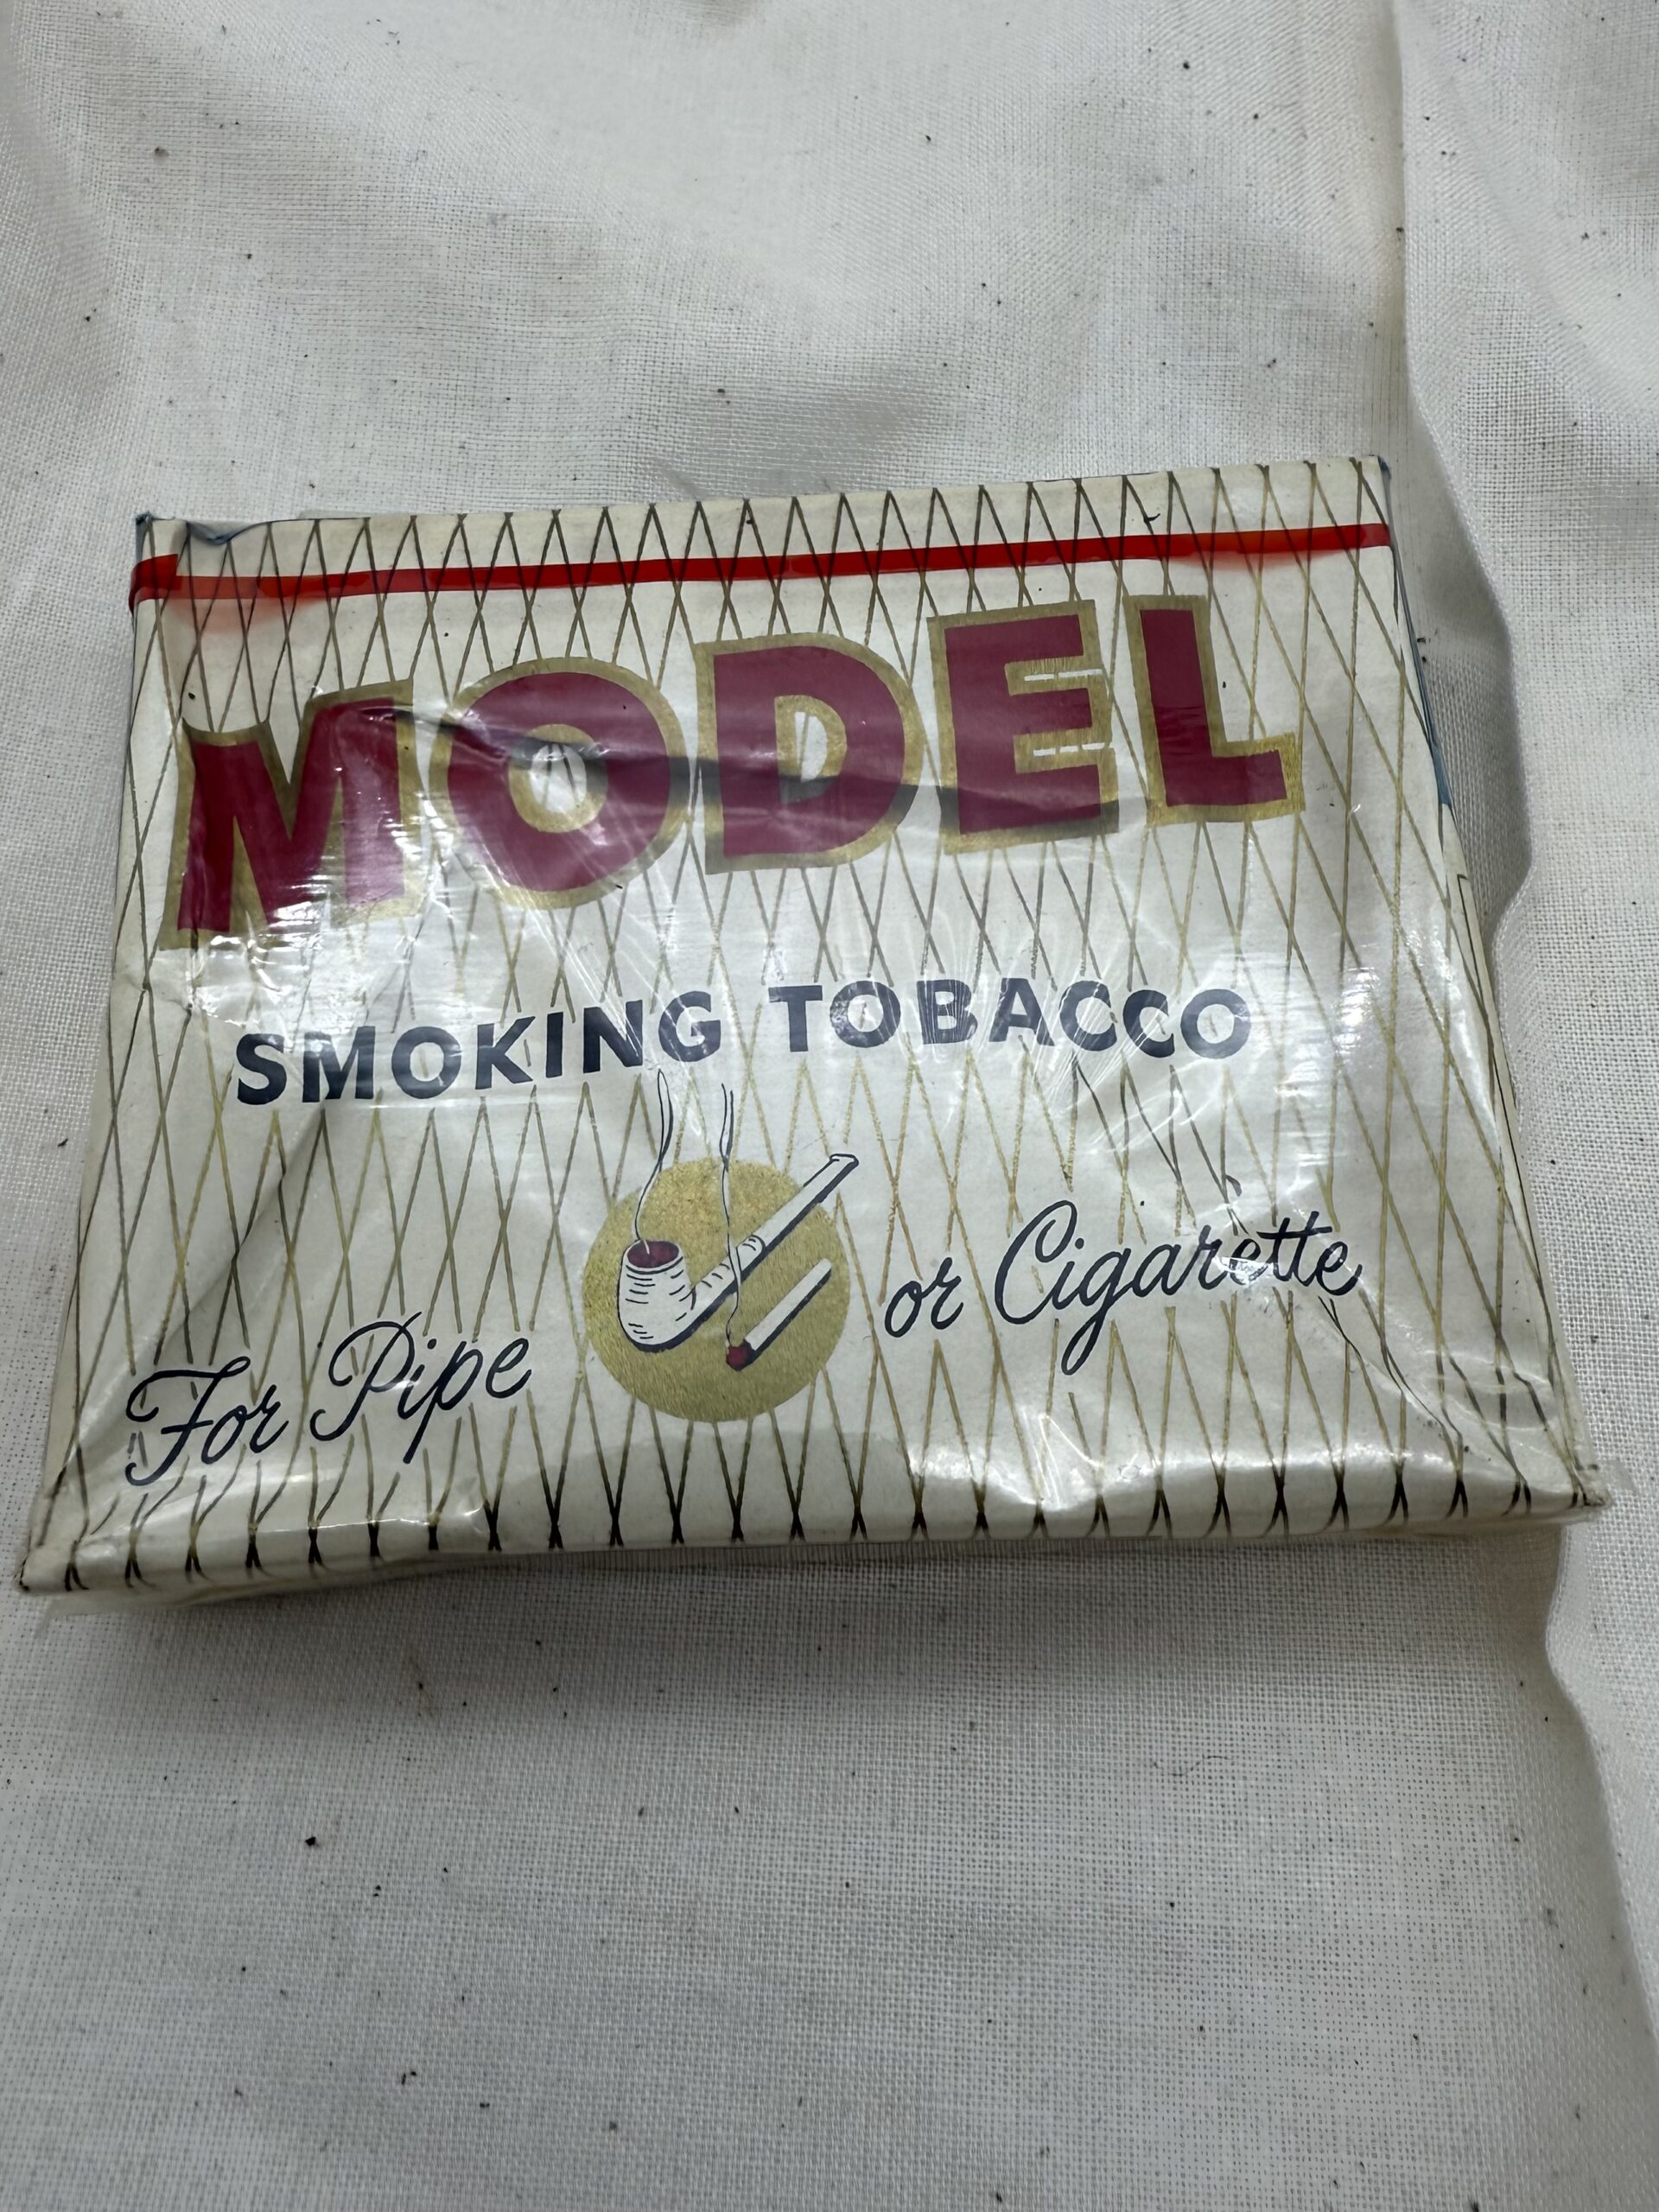 MODEL
SMOKING TOBACCO
For Pipe or Cigarette